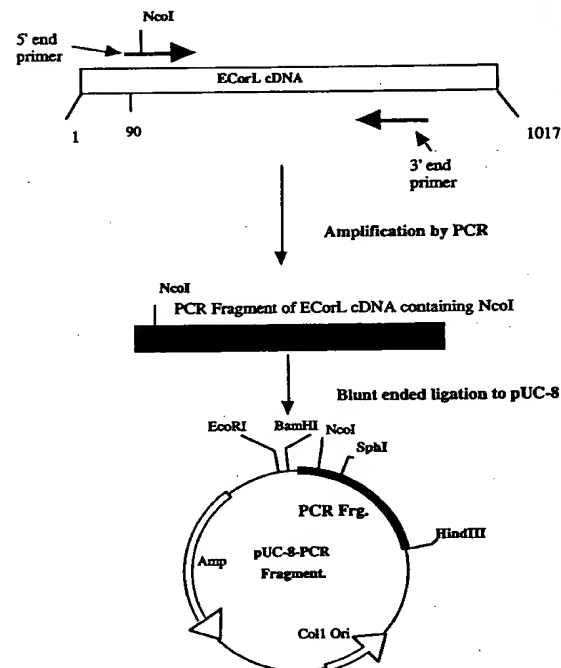 NcoI
5' end
primer
ECorL cDNA
1
90
1017
3' end
primer
Amplification by PCR
NcoI
PCR Fragment of ECorL cDNA containing NcoI
Blunt ended ligation to pUC-8
EcoRI
BamHI
NcoI
SphI
PCR Frg.
HindIII
Amp
pUC-8-PCR
Fragment.
Col1 Ori